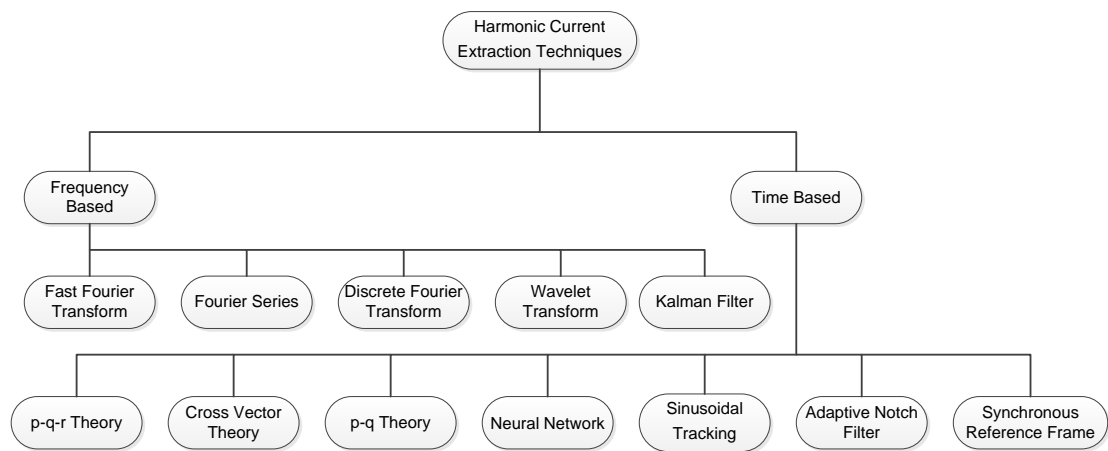 Harmonic Current
Extraction Techniques
Frequency
Based
Time Based
Fast Fourier
Transform
Fourier Series
Discrete Fourier
Transform
Wavelet
Transform
Kalman Filter
p-q-r Theory
Cross Vector
Theory
p-q Theory
Neural Network
Sinusoidal
Tracking
Adaptive Notch
Filter
Synchronous
Reference Frame